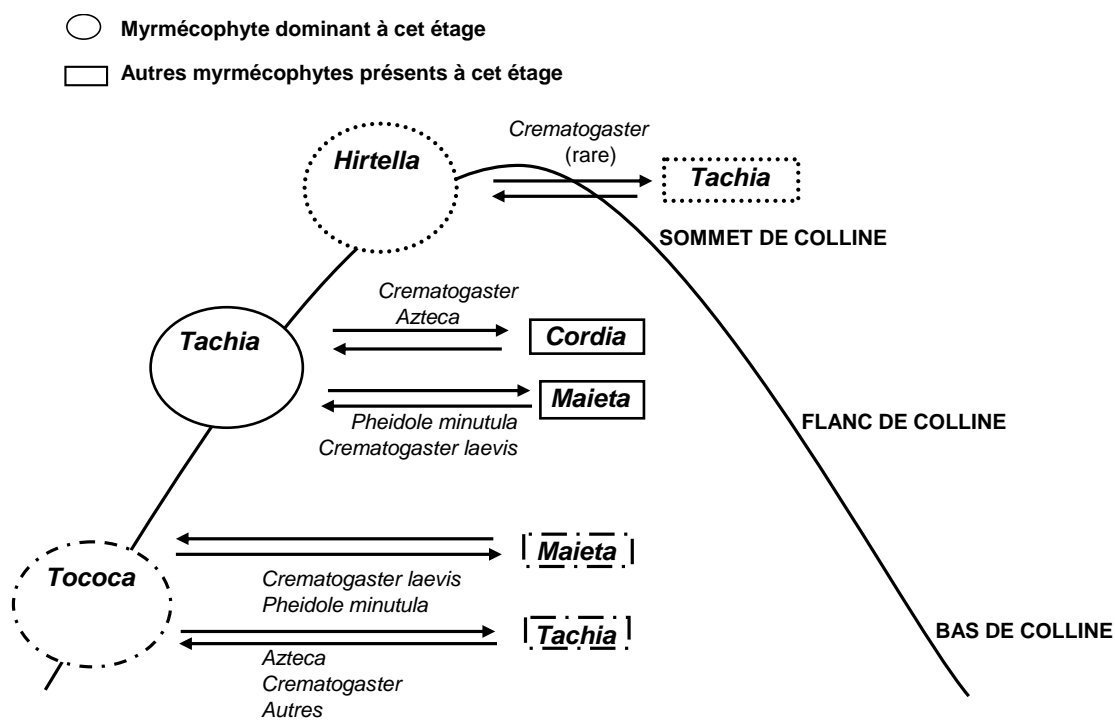 Myrmécophyte dominant à cet étage
Autres myrmécophytes présents à cet étage
Crematogaster
(rare)
Hirtella
Tachia
SOMMET DE COLLINE
Crematogaster
Azteca
Tachia
Cordia
Maieta
Pheidole minutula
Crematogaster laevis
FLANC DE COLLINE
Maieta
Tococa
Crematogaster laevis
Pheidole minutula
Tachia
BAS DE COLLINE
Azteca
Crematogaster
Autres